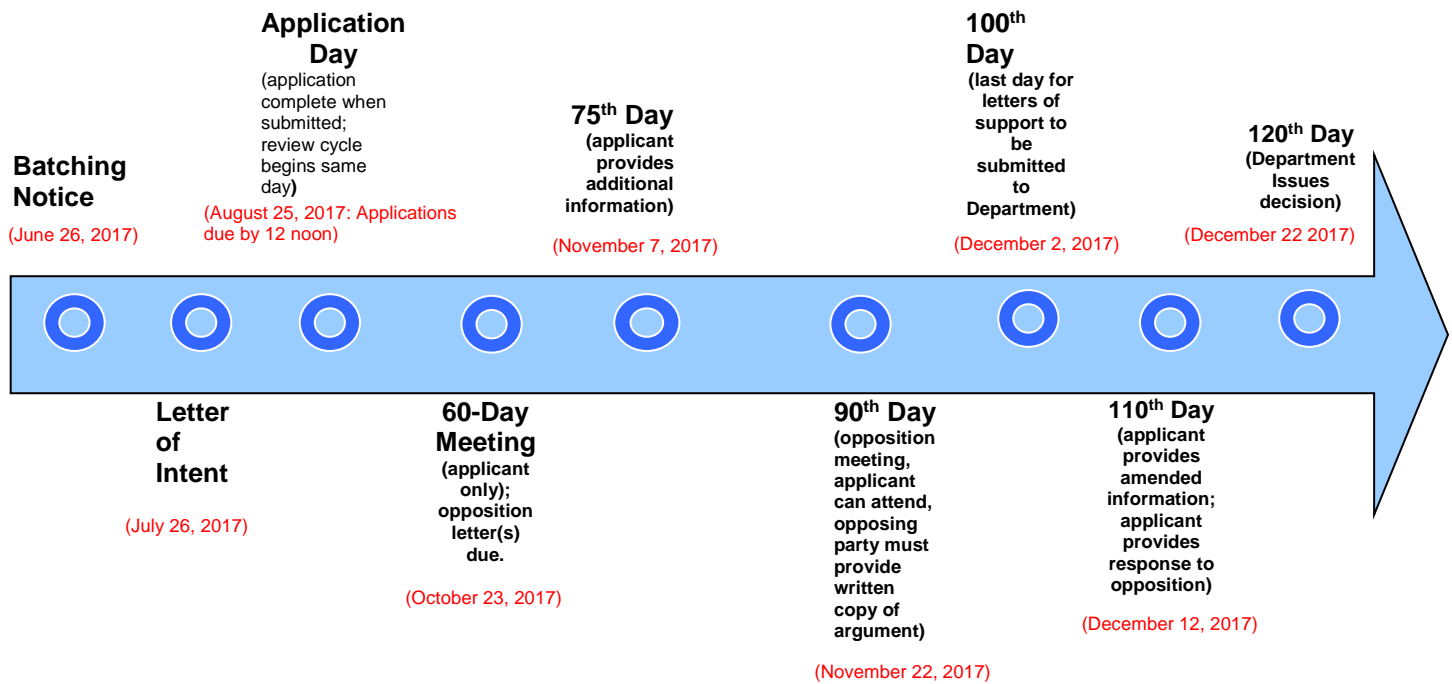 Batching
Notice
(June 26, 2017)
Letter
of
Intent
(July 26, 2017)
Application
Day
(application
complete when
submitted;
review cycle
begins same
day)
(August 25, 2017: Applications
due by 12 noon)
60-Day
Meeting
(applicant
only);
opposition
letter(s)
due.
(October 23, 2017)
75th Day
(applicant
provides
additional
information)
(November 7, 2017)
90th Day
(opposition
meeting,
applicant
can attend,
opposing
party must
provide
written
copy of
argument)
(November 22, 2017)
100th
Day
(last day for
letters of
support to
be
submitted
to
Department)
(December 2, 2017)
110th Day
(applicant
provides
amended
information;
applicant
provides
response to
opposition)
(December 12, 2017)
120th Day
(Department
Issues
decision)
(December 22 2017)